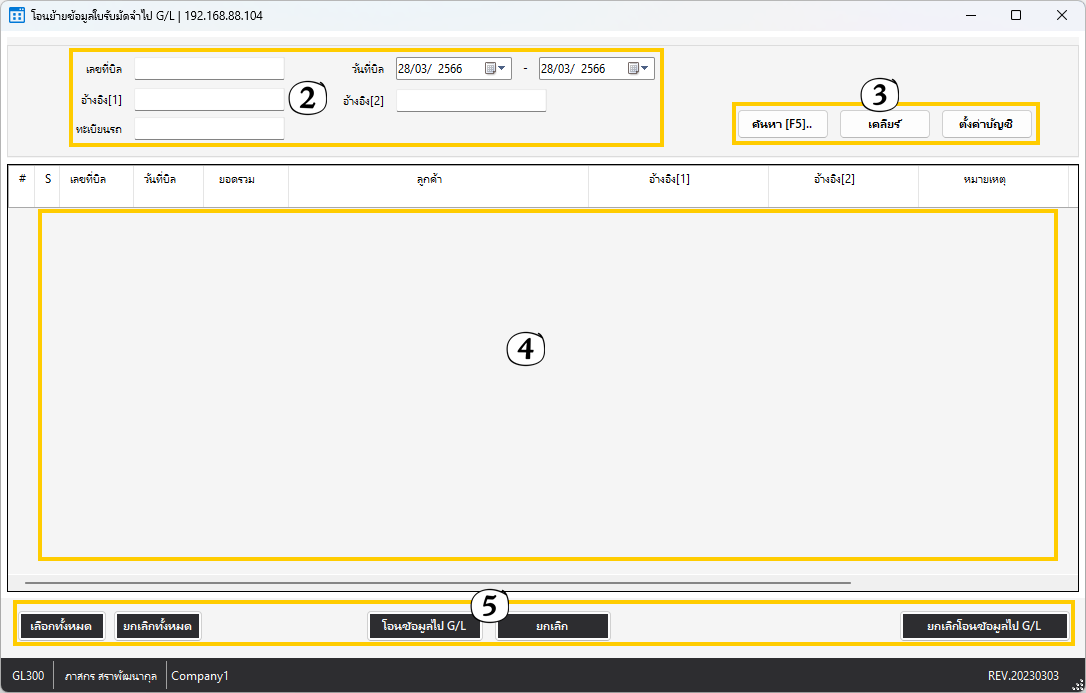 โอนย้ายข้อมูลใบรับมัดจำไป G/L | 192.168.88.104
เลขที่บิล วันที่บิล 28/03/ 2566 - 28/03/ 2566
อ้างอิง[1] 2 อ้างอิง[2]
ทะเบียนรถ
3
ค้นหา [F5].. เคลียร์ ตั้งค่าบัญชี
# S เลขที่บิล วันที่บิล ยอดรวม ลูกค้า อ้างอิง[1] อ้างอิง[2] หมายเหตุ
4
5
เลือกทั้งหมด ยกเลิกทั้งหมด โอนข้อมูลไป G/L ยกเลิก ยกเลิกโอนข้อมูลไป G/L
GL300 ภาสกร สราพัฒนากุล Company1 REV.20230303